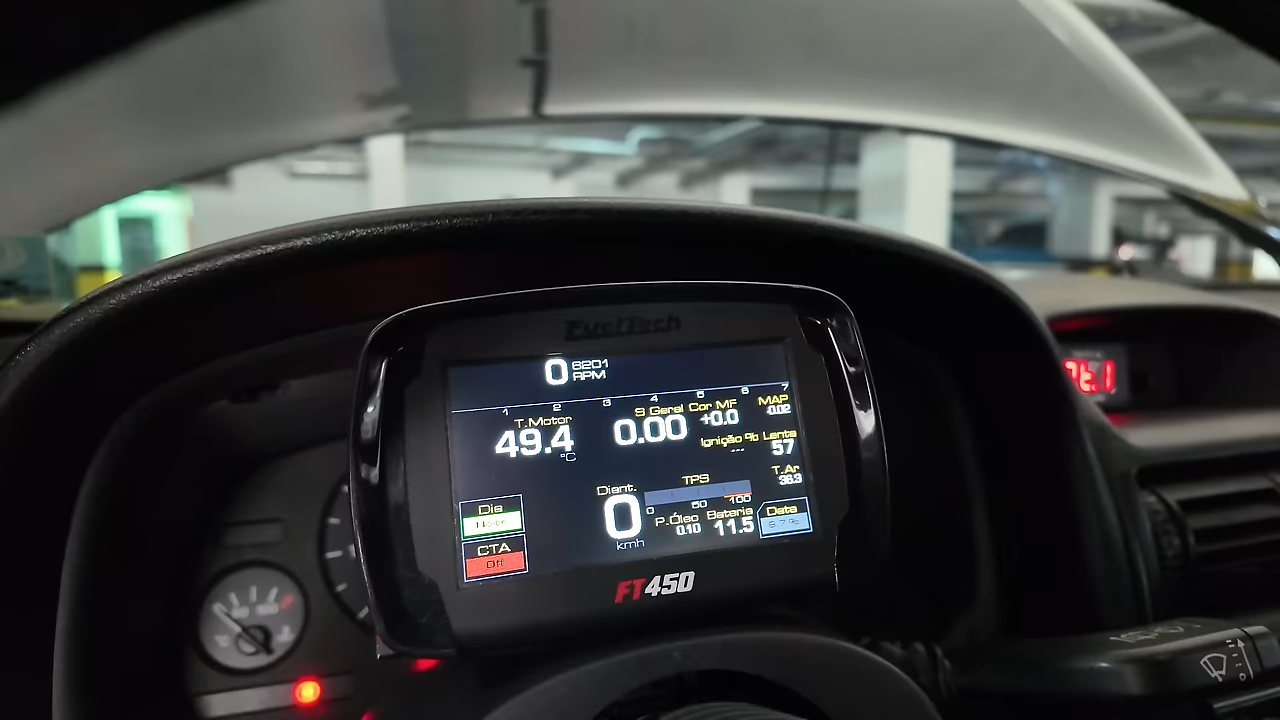 FuelTech
0 6201
RPM
1 2 3 4 5 6 7
T.Motor
49.4
°C
S Geral
0.00
Cor MF
+0.0
MAP
-0.02
Ignição
---
% Lenta
57
T.Ar
38.3
Diant.
0
kmh
TPS
0 50 100
P.Óleo
0.10
Bateria
11.5
Data
Dia
Noite
CTA
Off
FT450